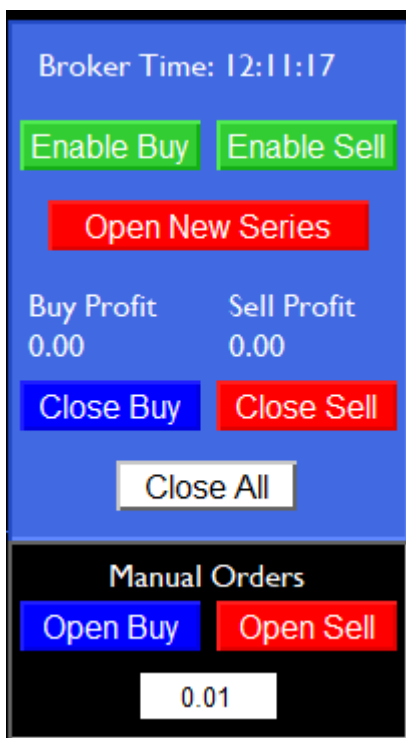 Broker Time: 12:11:17
Enable Buy Enable Sell
Open New Series
Buy Profit Sell Profit
0.00 0.00
Close Buy Close Sell
Close All
Manual Orders
Open Buy Open Sell
0.01